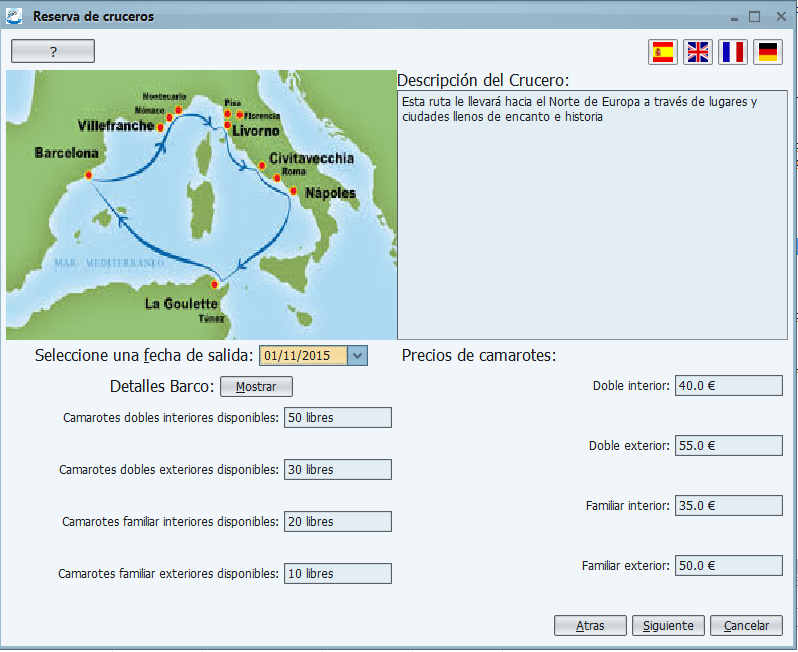 Reserva de cruceros
?
Descripción del Crucero:
Esta ruta le llevará hacia el Norte de Europa a través de lugares y
ciudades llenos de encanto e historia
Montecarlo
Mónaco
Villefranche
Pisa
Florencia
Livorno
Barcelona
Civitavecchia
Roma
Nápoles
MAR MEDITERRANEO
La Goulette
Túnez
Seleccione una fecha de salida: 01/11/2015
Precios de camarotes:
Detalles Barco: Mostrar
Doble interior: 40.0 €
Camarotes dobles interiores disponibles: 50 libres
Doble exterior: 55.0 €
Camarotes dobles exteriores disponibles: 30 libres
Familiar interior: 35.0 €
Camarotes familiar interiores disponibles: 20 libres
Familiar exterior: 50.0 €
Camarotes familiar exteriores disponibles: 10 libres
Atras Siguiente Cancelar